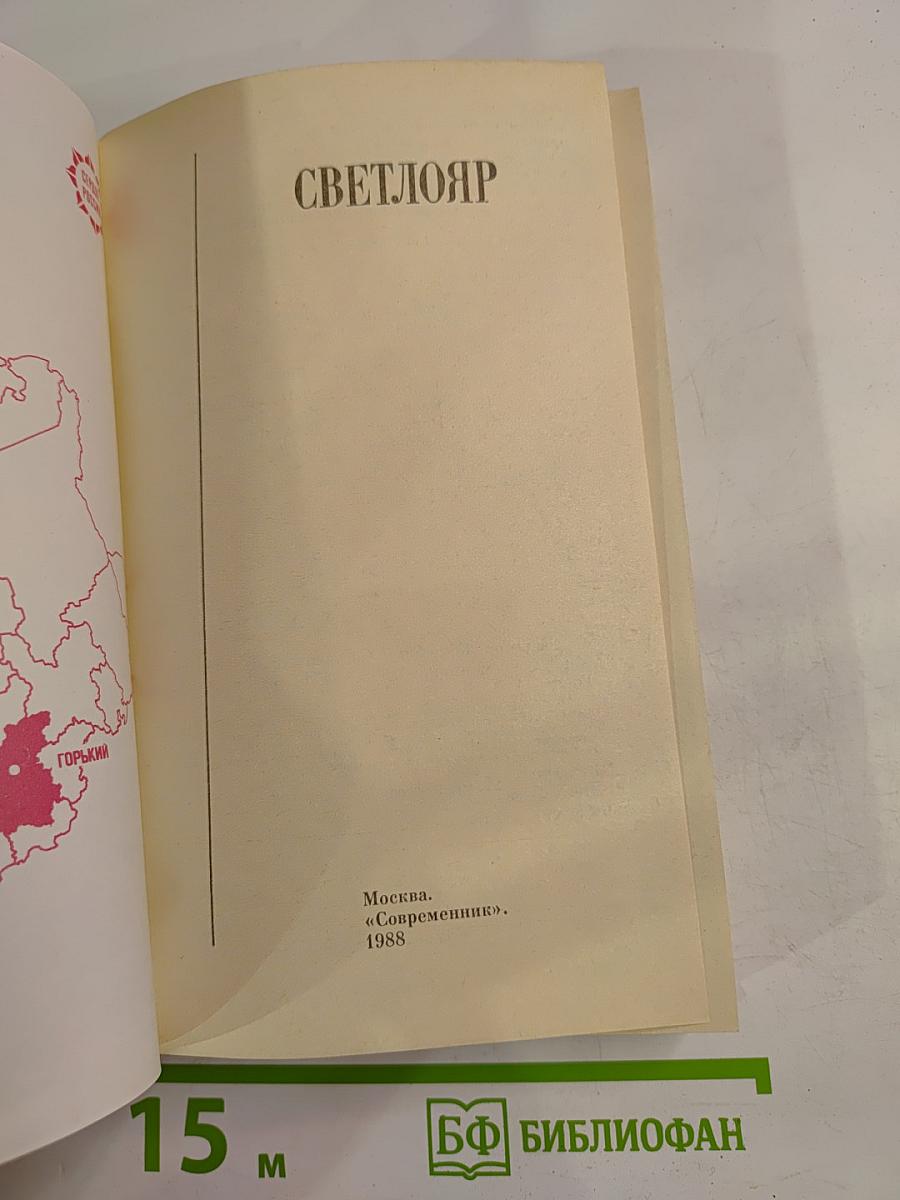 СВЕТЛОЯР
ГОРЬКИЙ
Москва.
«Современник».
1988
15 м
БФ БИБЛИОФАН